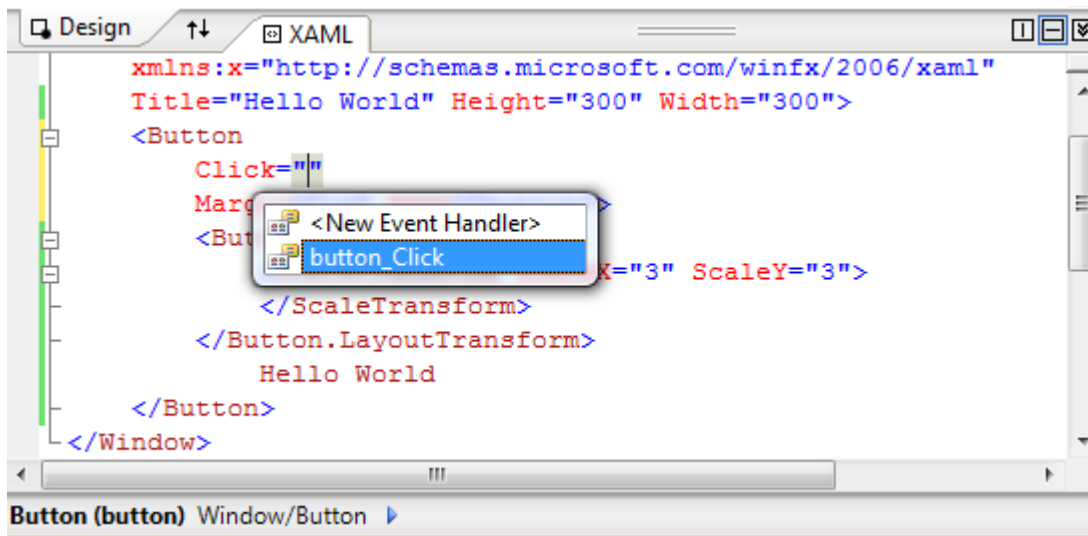 Design XAML
xmlns:x="http://schemas.microsoft.com/winfx/2006/xaml"
Title="Hello World" Height="300" Width="300">
<Button
Click=""
Marg
<New Event Handler>
<But
button_Click
X="3" ScaleY="3">
</ScaleTransform>
</Button.LayoutTransform>
Hello World
</Button>
</Window>
Button (button) Window/Button